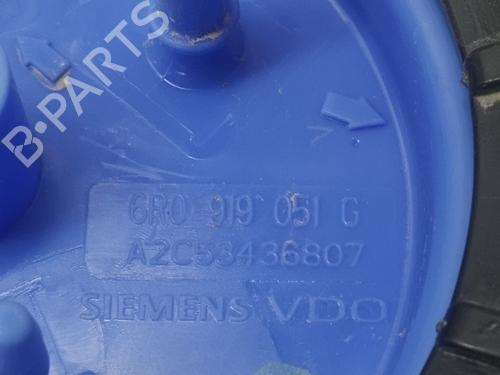 B-PARTS
6R0 919 051 G
A2C53436807
SIEMENS VDO